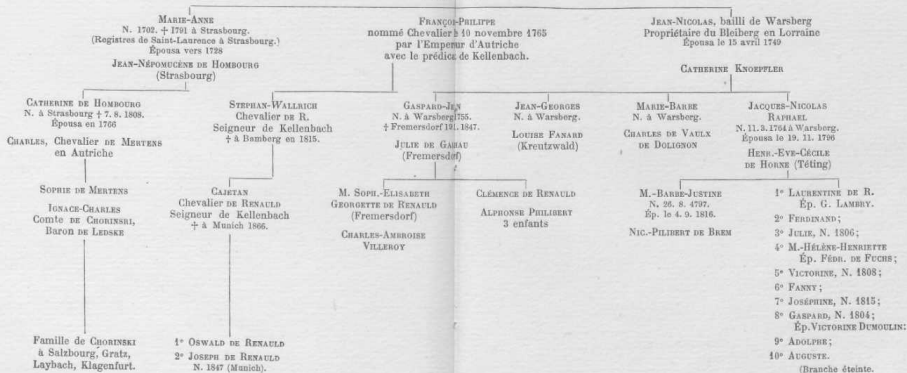 MARIE-ANNE
N. 1702. † 1791 à Strasbourg.
(Registres de Saint-Laurence à Strasbourg.)
Épousa vers 1728
JEAN-NÉPOMUCÈNE DE HOMBOURG
(Strasbourg)
FRANÇOIS-PHILIPPE
nommé Chevalier le 10 novembre 1765
par l'Empereur d'Autriche
avec le prédice de Kellenbach.
JEAN-NICOLAS, bailli de Warsberg
Propriétaire du Bleiberg en Lorraine
Épousa le 15 avril 1749
CATHERINE KNOEPFLER
CATHERINE DE HOMBOURG
N. à Strasbourg † 7. 8. 1808.
Épousa en 1766
CHARLES, CHEVALIER DE MERTENS
en Autriche
STEPHAN-WALLRICH
Chevalier de R.
Seigneur de Kellenbach
† à Bamberg en 1815.
GASPARD-JEN
N. à Warsberg 755.
† Fremersdorf 1847.
JULIE DE GAHAU
(Fremersdof)
JEAN-GEORGES
N. à Warsberg.
LOUISE FANARD
(Kreutzwald)
MARIE-BARBE
N. à Warsberg.
CHARLES DE VAULX
DE DOLIGNON
JACQUES-NICOLAS
RAPHAEL
N. 11. 3. 1764 à Warsberg.
Épousa le 19. 11. 1796
HENR.-EVE-CÉCILE
DE HORNE (Téting)
SOPHIE DE MERTENS
IGNACE-CHARLES
COMTE DE CHORINSKI,
BARON DE LEDSKE
CAJETAN
CHEVALIER DE RENAULD
Seigneur de Kellenbach
† à Munich 1866.
M. SOPH.-ELISABETH
GEORGETTE DE RENAULD
(Fremersdorf)
CHARLES-AMBROISE
VILLEROY
CLÉMENCE DE RENAULD
ALPHONSE PHILIBERT
3 enfants
M.-BARBE-JUSTINE
N. 26. 8. 4797.
Ép. le 4. 9. 1816.
NIC.-PILIBERT DE BREM
1° LAURENTINE DE R.
Ép. G. LAMBRY.
2° FERDINAND;
3° JULIE, N. 1806;
4° M.-HÉLÈNE-HENRIETTE
Ép. FÉDR. DE FUCHS;
5° VICTORINE, N. 1808;
6° FANNY;
7° JOSÉPHINE, N. 1815;
8° GASPARD, N. 1804;
Ép. VICTORINE DUMOULIN;
9° ADOLPHE;
10° AUGUSTE.
(Branche éteinte.
Famille de CHORINSKI
à Salzbourg, Gratz,
Laybach, Klagenfurt.
1° OSWALD DE RENAULD
2° JOSEPH DE RENAULD
N. 1847 (Munich).